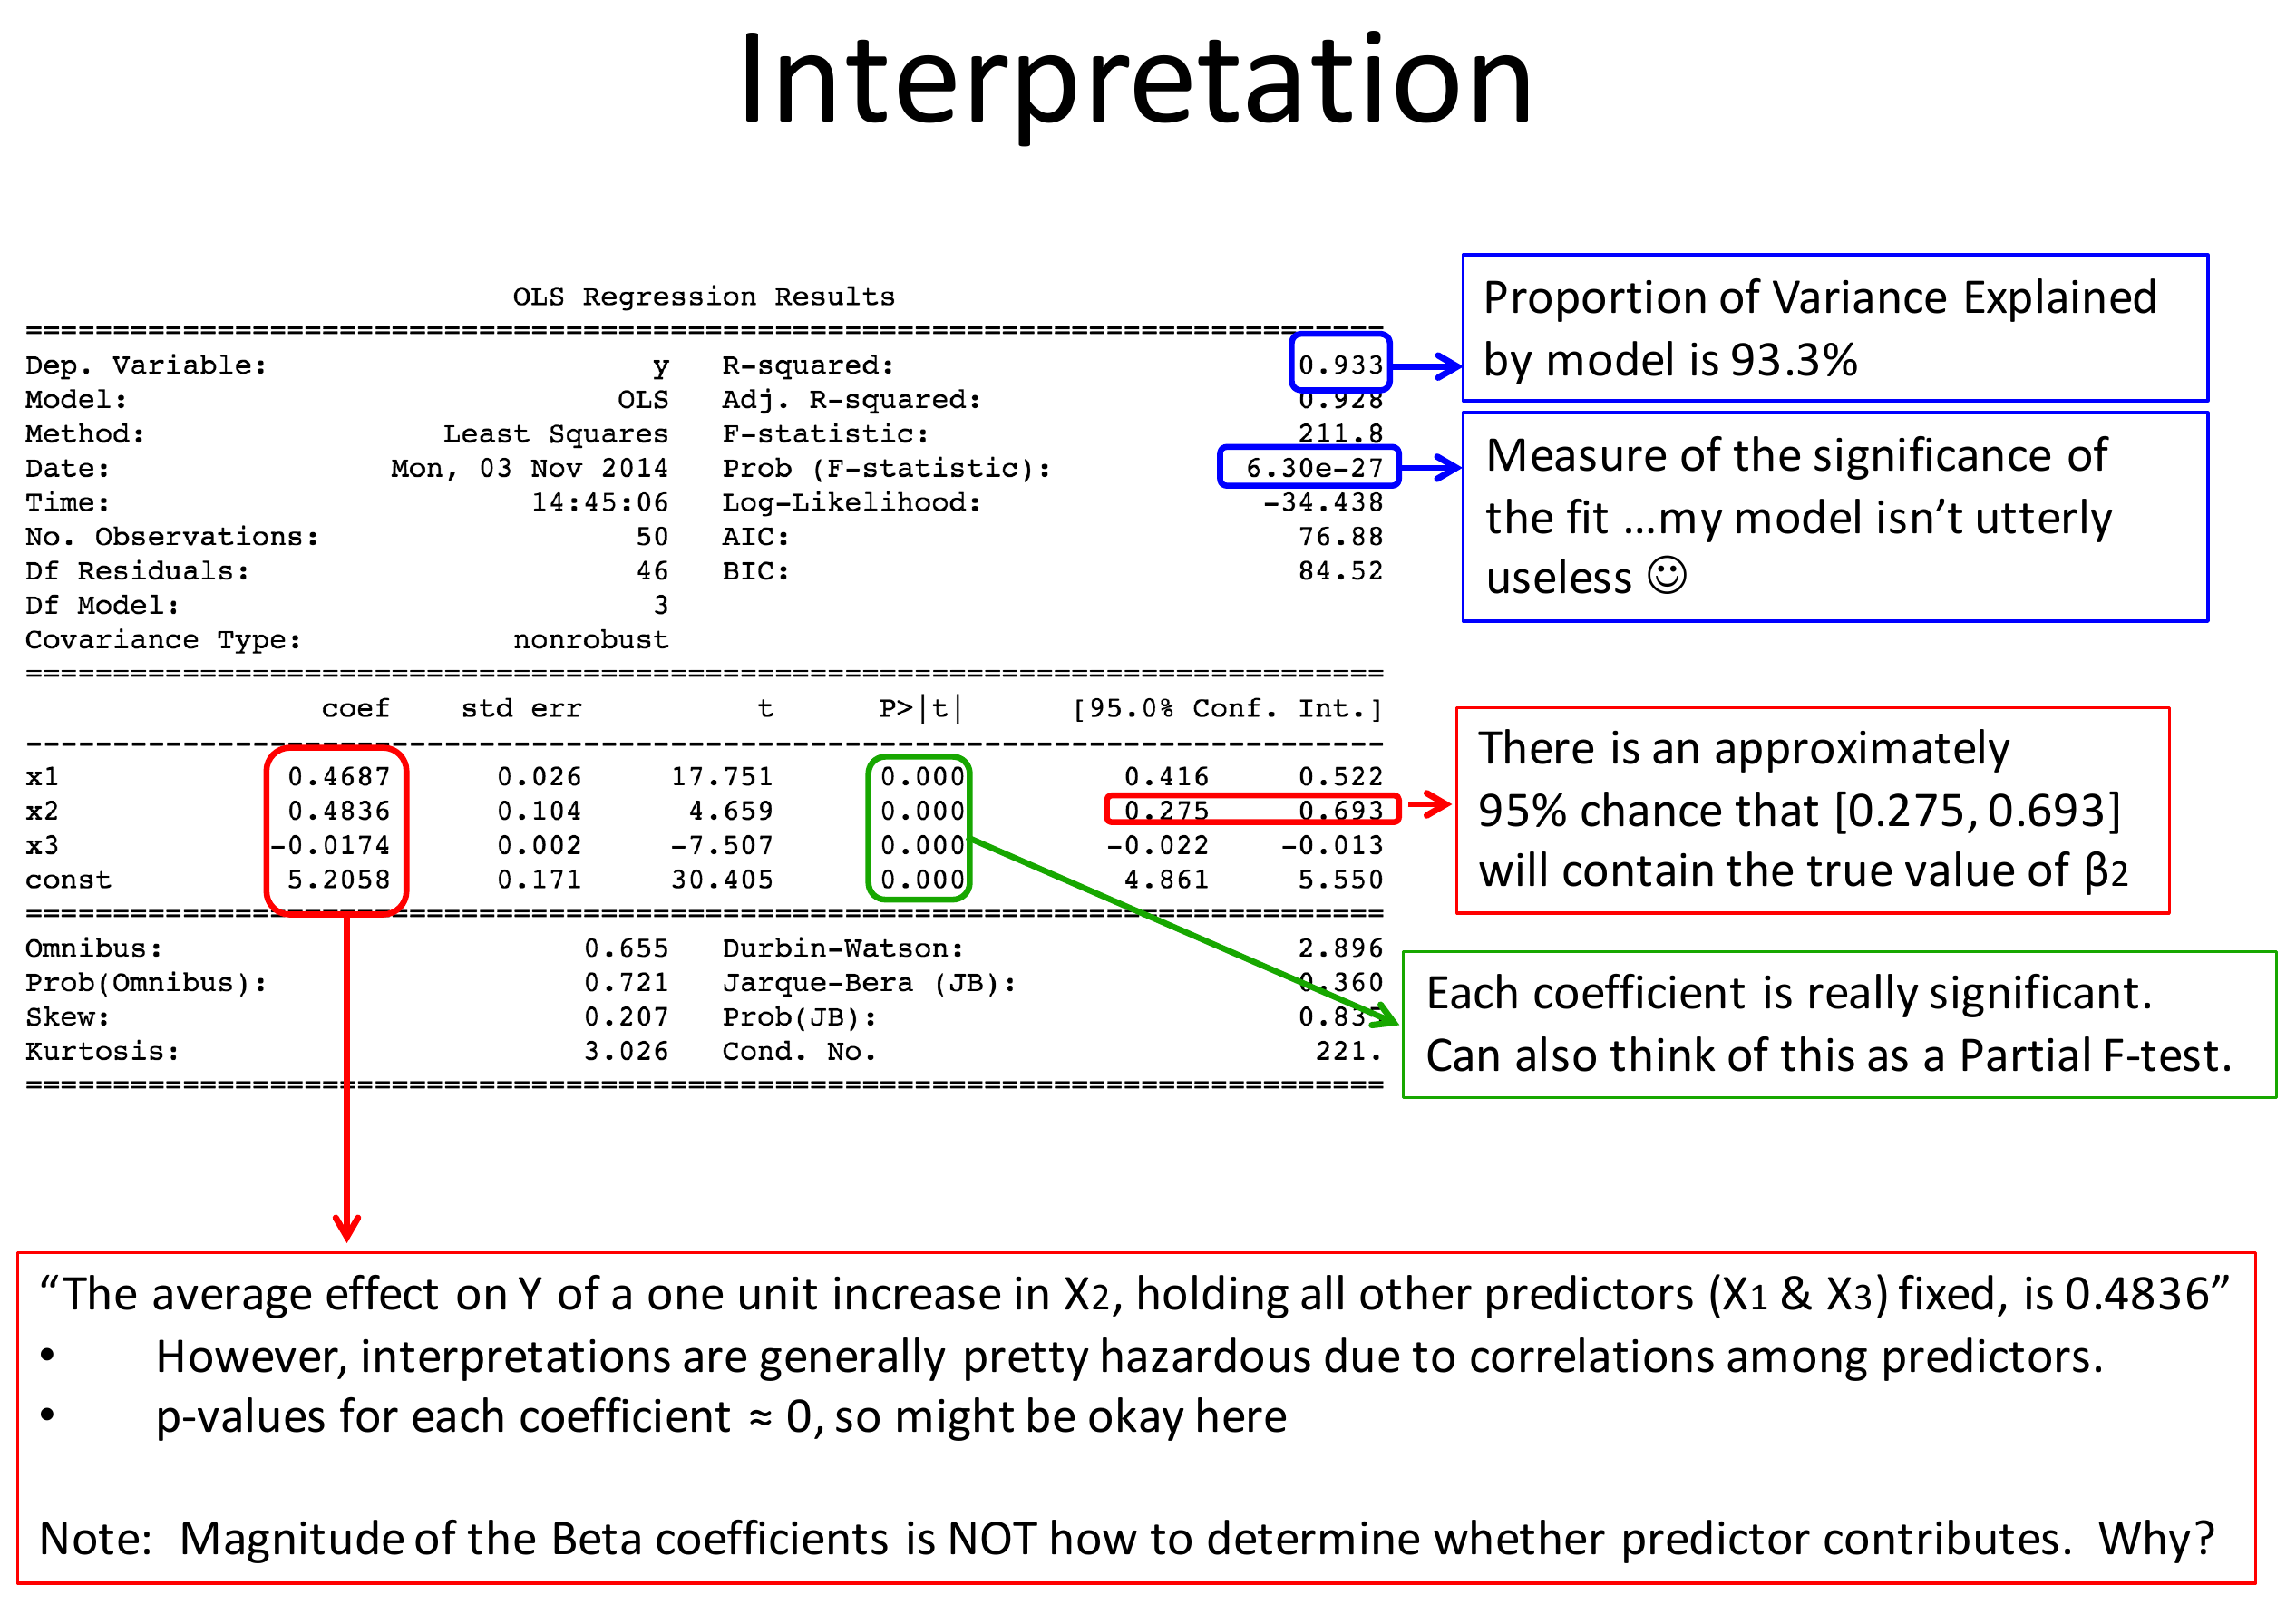 Interpretation
OLS Regression Results
==============================================================================
Dep. Variable: y R-squared: 0.933
Model: OLS Adj. R-squared: 0.928
Method: Least Squares F-statistic: 211.8
Date: Mon, 03 Nov 2014 Prob (F-statistic): 6.30e-27
Time: 14:45:06 Log-Likelihood: -34.438
No. Observations: 50 AIC: 76.88
Df Residuals: 46 BIC: 84.52
Df Model: 3
Covariance Type: nonrobust
==============================================================================
coef std err t P>|t| [95.0% Conf. Int.]
------------------------------------------------------------------------------
x1 0.4687 0.026 17.751 0.000 0.416 0.522
x2 0.4836 0.104 4.659 0.000 0.275 0.693
x3 -0.0174 0.002 -7.507 0.000 -0.022 -0.013
const 5.2058 0.171 30.405 0.000 4.861 5.550
==============================================================================
Omnibus: 0.655 Durbin-Watson: 2.896
Prob(Omnibus): 0.721 Jarque-Bera (JB): 0.360
Skew: 0.207 Prob(JB): 0.835
Kurtosis: 3.026 Cond. No. 221.
==============================================================================
Proportion of Variance Explained
by model is 93.3%
Measure of the significance of
the fit …my model isn’t utterly
useless ☺
There is an approximately
95% chance that [0.275, 0.693]
will contain the true value of β2
Each coefficient is really significant.
Can also think of this as a Partial F-test.
“The average effect on Y of a one unit increase in X2, holding all other predictors (X1 & X3) fixed, is 0.4836”
• However, interpretations are generally pretty hazardous due to correlations among predictors.
• p-values for each coefficient ≈ 0, so might be okay here
Note: Magnitude of the Beta coefficients is NOT how to determine whether predictor contributes. Why?